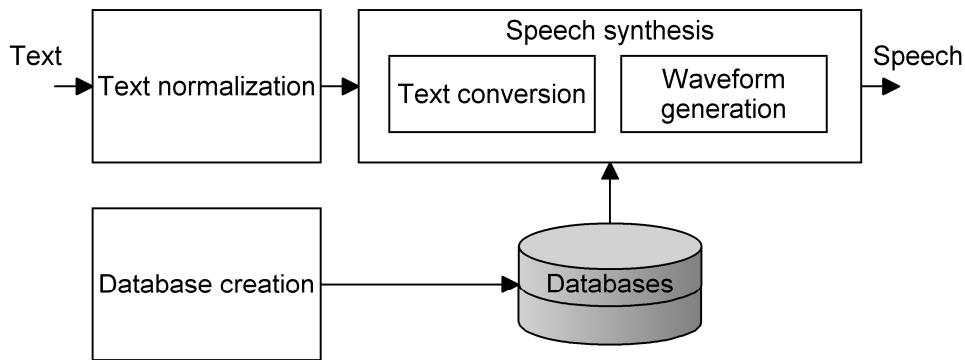 Text
Text normalization
Speech synthesis
Text conversion
Waveform
generation
Speech
Database creation
Databases